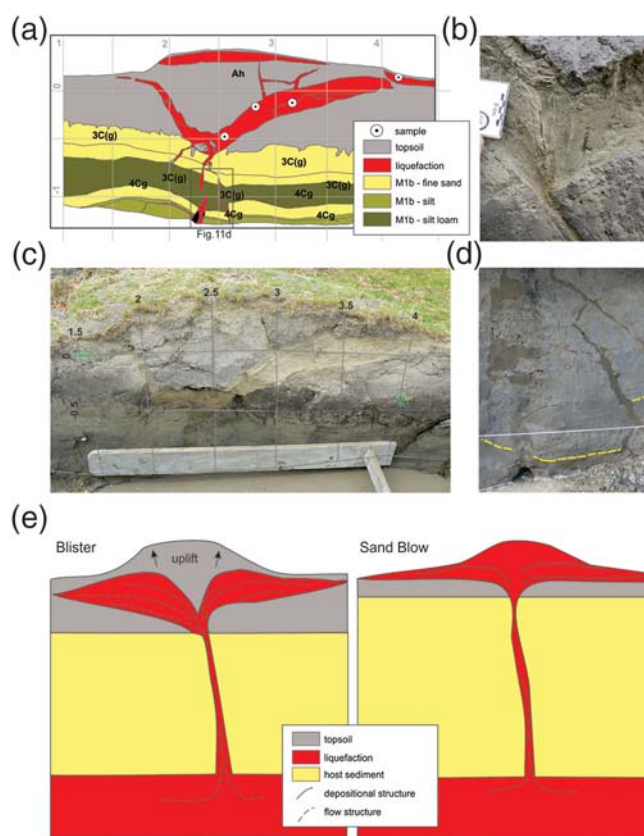 (a)
1
2
3
4
0
-1
Ah
3C(g)
3C(g)
3C(g)
3C(g)
4Cg
4Cg
4Cg
Fig.11d
sample
topsoil
liquefaction
M1b - fine sand
M1b - silt
M1b - silt loam
(b)
(c)
1.5
2
2.5
3
3.5
4
0
-0.5
(d)
(e)
Blister
uplift
Sand Blow
topsoil
liquefaction
host sediment
depositional structure
flow structure